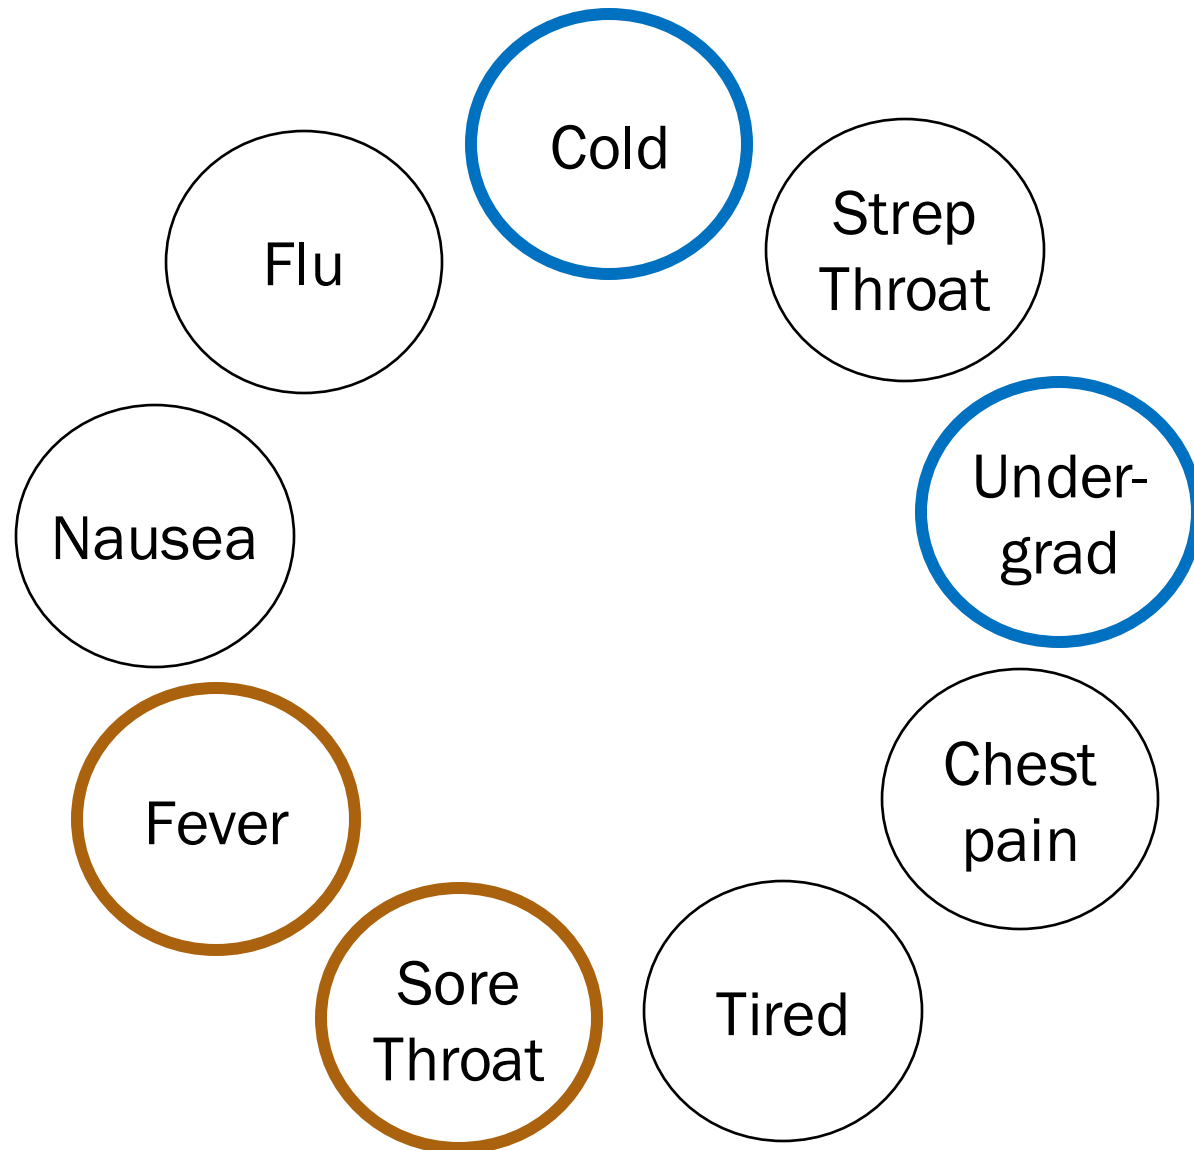 Cold
Strep
Throat
Flu
Under-
grad
Nausea
Chest
pain
Fever
Sore
Throat
Tired